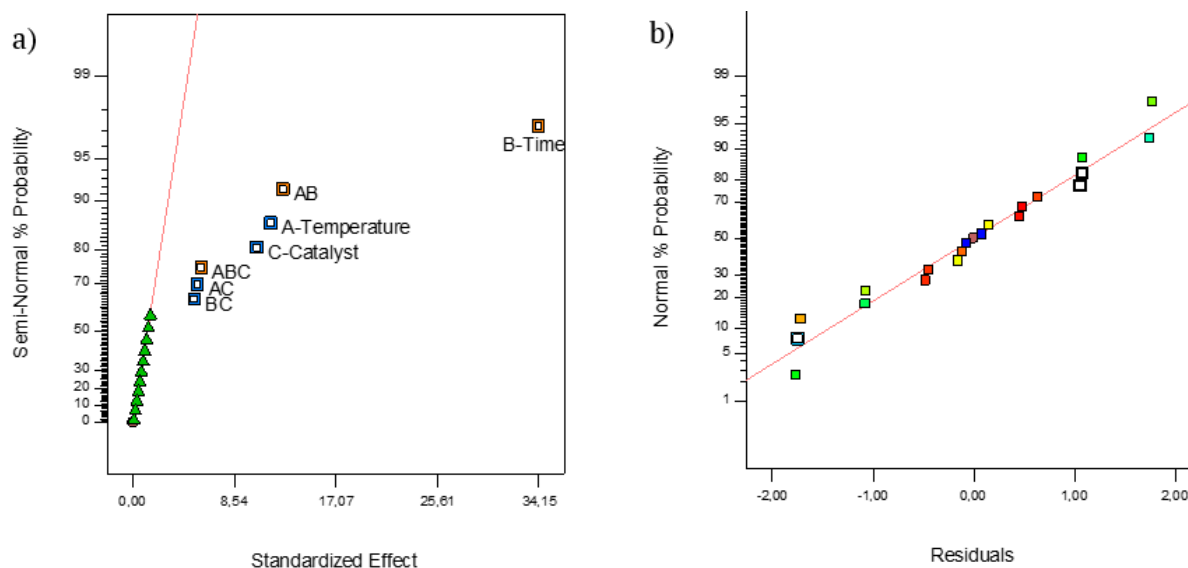 a)
Semi-Normal % Probability
99
95
90
80
70
50
30
20
10
0
B-Time
AB
A-Temperature
C-Catalyst
ABC
AC
BC
0,00 8,54 17,07 25,61 34,15
Standardized Effect
b)
Normal % Probability
99
95
90
80
70
50
30
20
10
5
1
-2,00 -1,00 0,00 1,00 2,00
Residuals